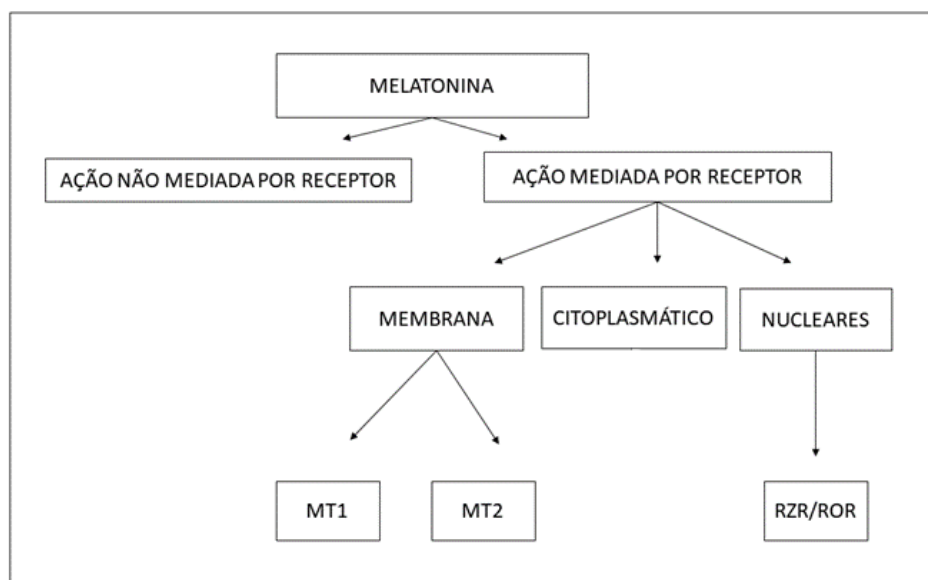 MELATONINA
AÇÃO NÃO MEDIADA POR RECEPTOR
AÇÃO MEDIADA POR RECEPTOR
MEMBRANA
CITOPLASMÁTICO
NUCLEARES
MT1
MT2
RZR/ROR